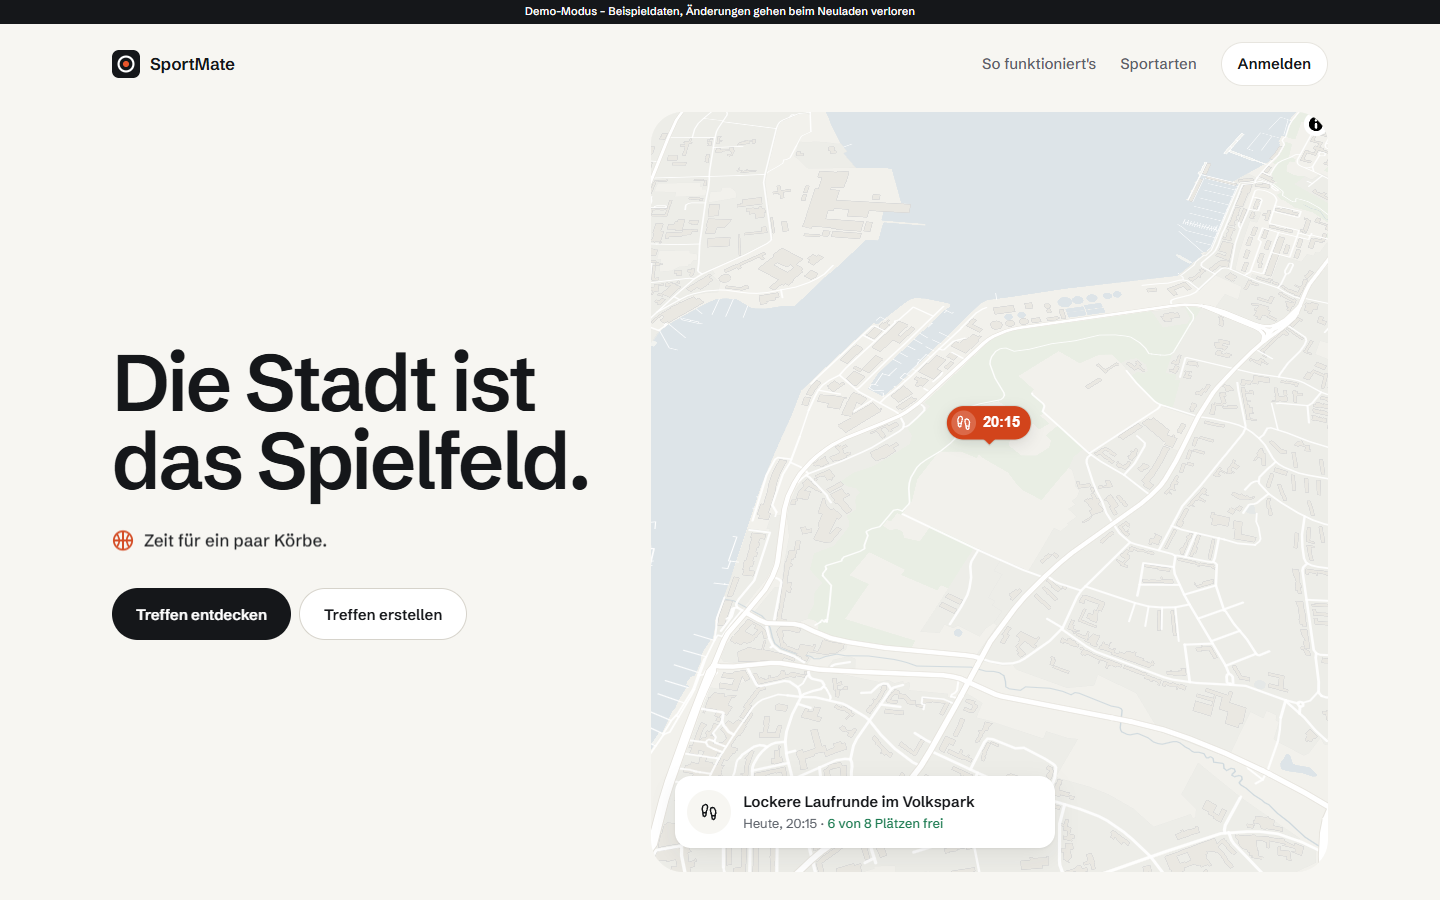 Demo-Modus – Beispieldaten, Änderungen gehen beim Neuladen verloren
SportMate
So funktioniert's
Sportarten
Anmelden
Die Stadt ist
das Spielfeld.
Zeit für ein paar Körbe.
Treffen entdecken
Treffen erstellen
20:15
Lockere Laufrunde im Volkspark
Heute, 20:15 · 6 von 8 Plätzen frei